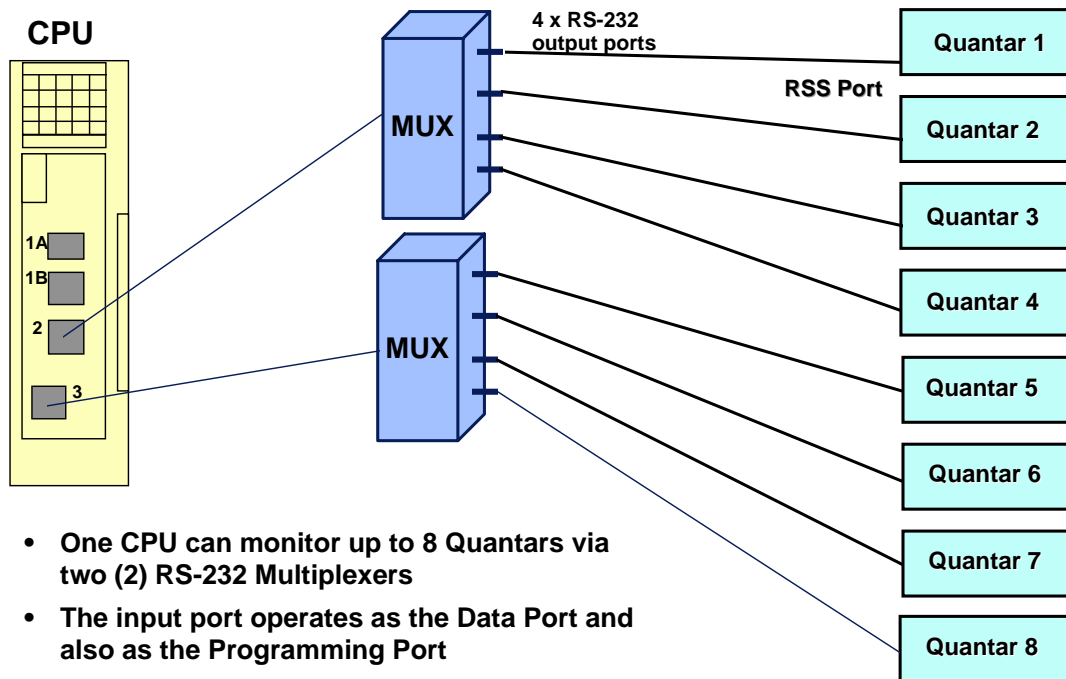 CPU
1A
1B
2
3
MUX
MUX
4 x RS-232
output ports
RSS Port
Quantar 1
Quantar 2
Quantar 3
Quantar 4
Quantar 5
Quantar 6
Quantar 7
Quantar 8
• One CPU can monitor up to 8 Quantars via
two (2) RS-232 Multiplexers
• The input port operates as the Data Port and
also as the Programming Port